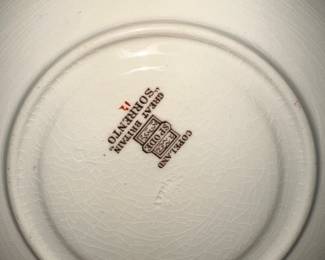 COPELAND
SPODE
GREAT BRITAIN
"SORRENTO"